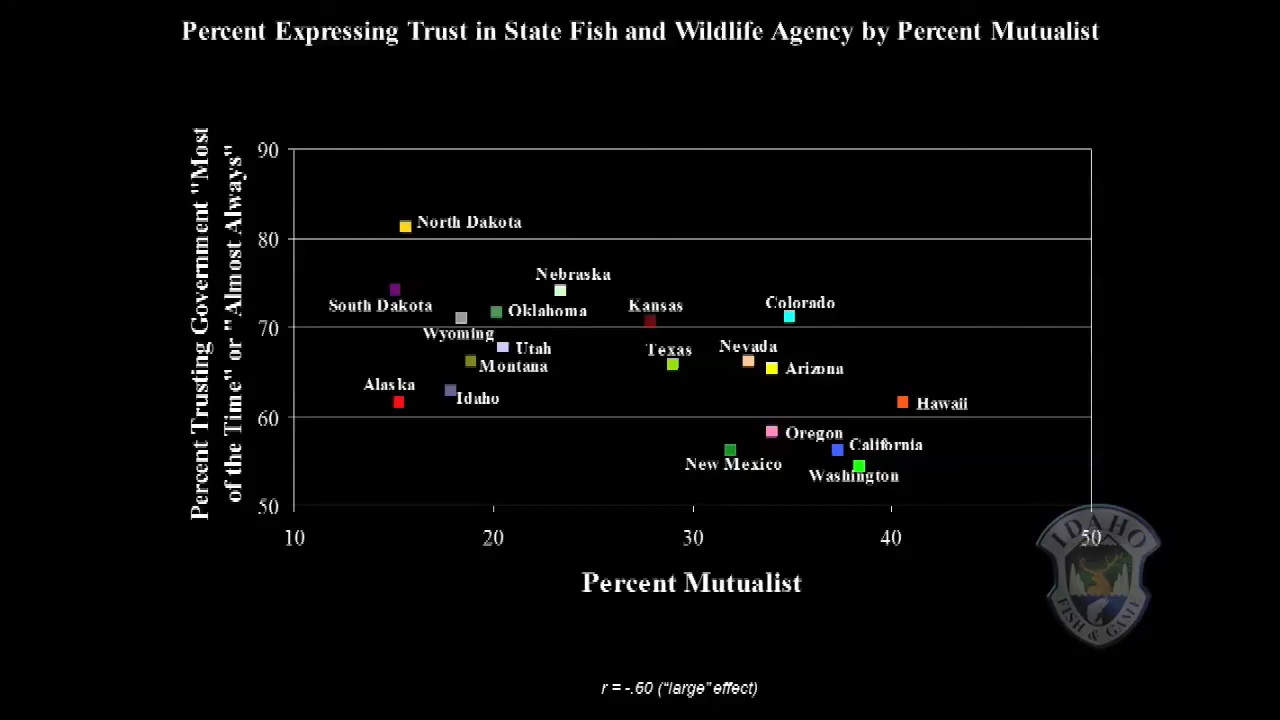 Percent Expressing Trust in State Fish and Wildlife Agency by Percent Mutualist
Percent Trusting Government "Most
of the Time" or "Almost Always"
90
80
70
60
50
North Dakota
Nebraska
South Dakota
Oklahoma
Kansas
Colorado
Wyoming
Utah
Texas
Nevada
Montana
Arizona
Alaska
Idaho
Hawaii
Oregon
California
New Mexico
Washington
10
20
30
40
50
Percent Mutualist
IDAHO
FISH & GAME
r = -.60 ("large" effect)